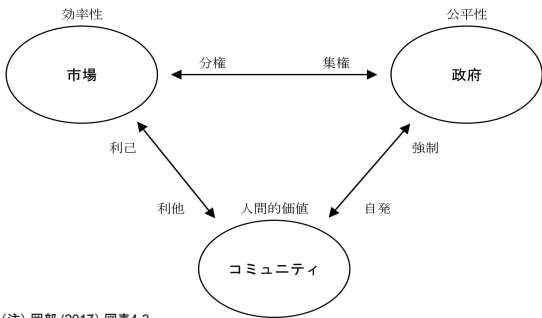 効率性
公平性
市場
分権
集権
政府
利己
強制
利他
人間的価値
自発
コミュニティ
(注) 岡部 (2017) 図表4-3